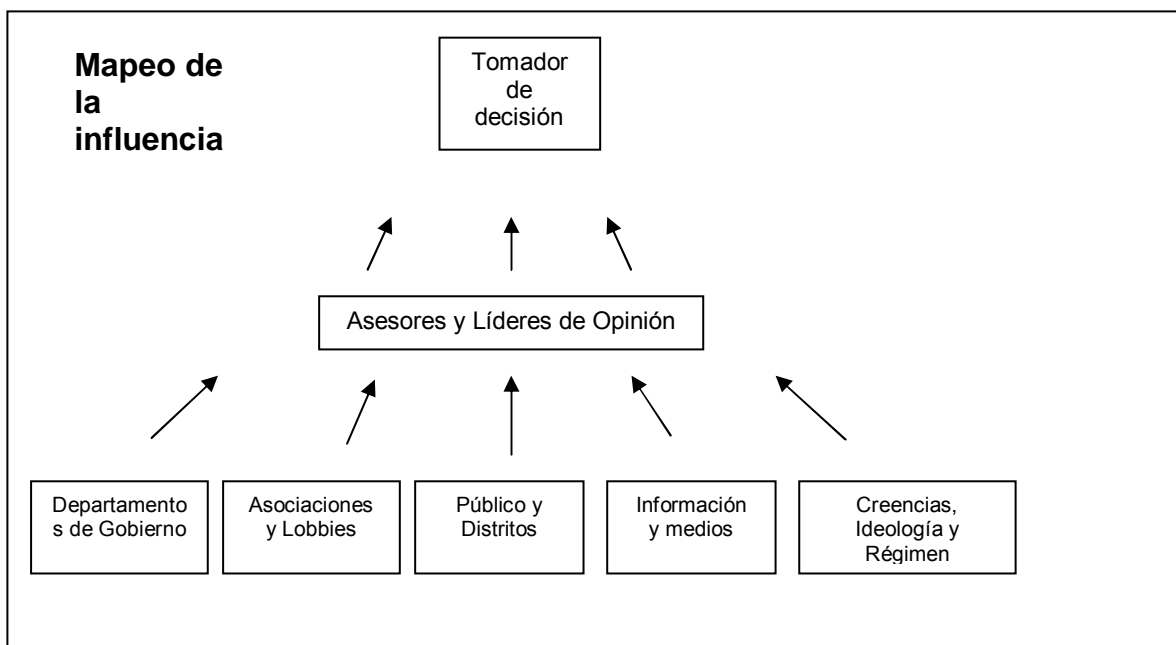 Mapeo de
la
influencia
Tomador
de
decisión
Asesores y Líderes de Opinión
Departamento
s de Gobierno
Asociaciones
y Lobbies
Público y
Distritos
Información
y medios
Creencias,
Ideología y
Régimen